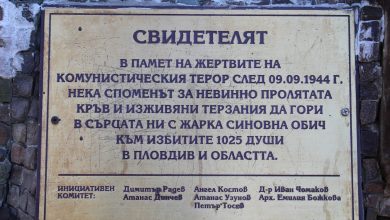 СВИДЕТЕЛЯТ
В ПАМЕТ НА ЖЕРТВИТЕ НА
КОМУНИСТИЧЕСКИЯ ТЕРОР СЛЕД 09.09.1944 Г.
НЕКА СПОМЕНЪТ ЗА НЕВИННО ПРОЛЯТАТА
КРЪВ И ИЗЖИВЯНИ ТЕРЗАНИЯ ДА ГОРИ
В СЪРЦАТА НИ С ЖАРКА СИНОВНА ОБИЧ
КЪМ ИЗБИТИТЕ 1025 ДУШИ
В ПЛОВДИВ И ОБЛАСТТА.
ИНИЦИАТИВЕН Димитър Радев Ангел Костов Д-р Иван Чомаков
КОМИТЕТ: Атанас Динчев Атанас Узунов Арх. Емилия Божкова
Петър Тосев